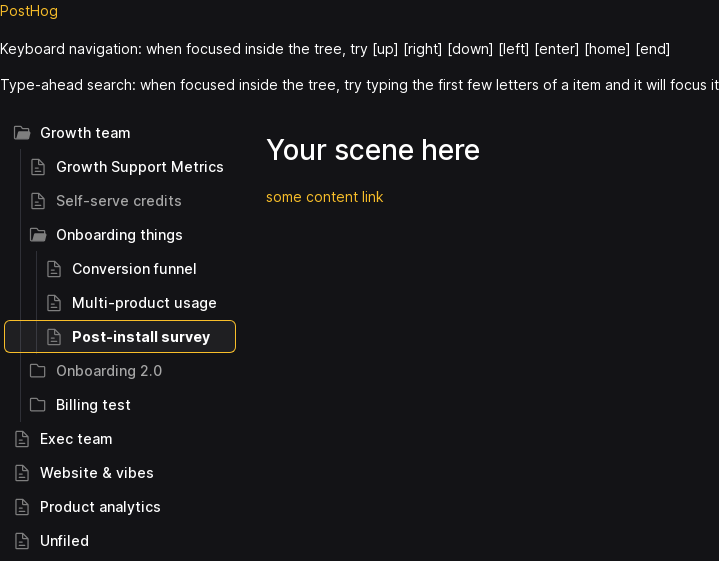 PostHog
Keyboard navigation: when focused inside the tree, try [up] [right] [down] [left] [enter] [home] [end]
Type-ahead search: when focused inside the tree, try typing the first few letters of a item and it will focus it
Growth team
Growth Support Metrics
Self-serve credits
Onboarding things
Conversion funnel
Multi-product usage
Post-install survey
Onboarding 2.0
Billing test
Exec team
Website & vibes
Product analytics
Unfiled
Your scene here
some content link